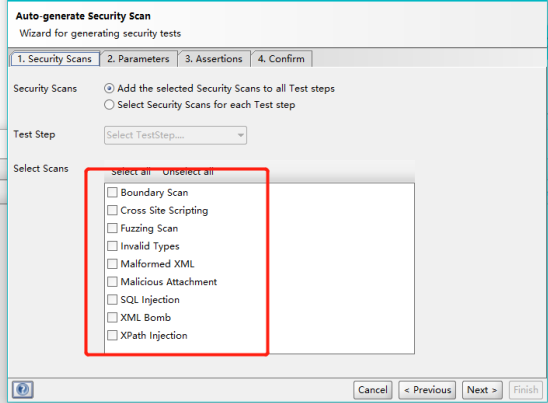 Auto-generate Security Scan
Wizard for generating security tests
1. Security Scans 2. Parameters 3. Assertions 4. Confirm
Security Scans Add the selected Security Scans to all Test steps
Select Security Scans for each Test step
Test Step Select TestStep....
Select Scans Select all Unselect all
Boundary Scan
Cross Site Scripting
Fuzzing Scan
Invalid Types
Malformed XML
Malicious Attachment
SQL Injection
XML Bomb
XPath Injection
? Cancel < Previous Next > Finish